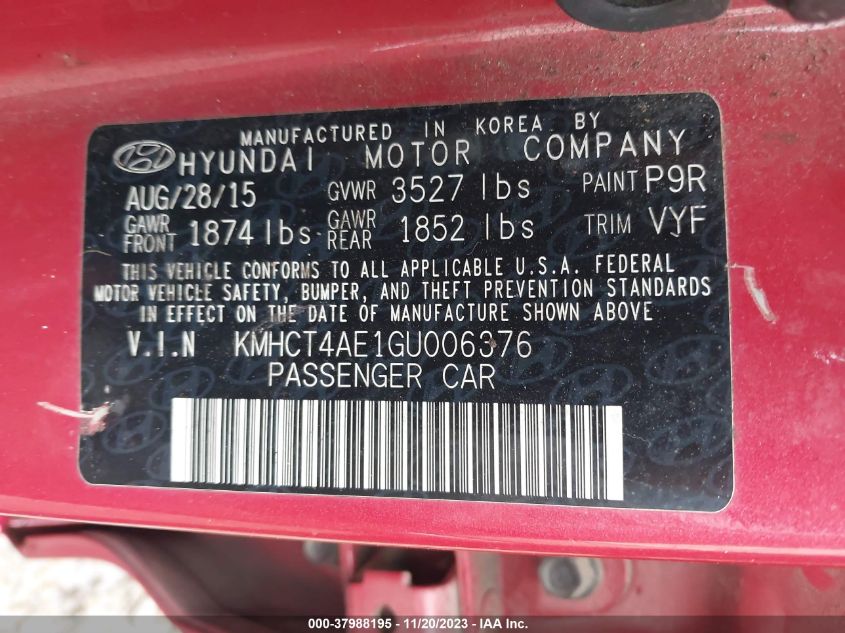 MANUFACTURED IN KOREA BY
HYUNDAI MOTOR COMPANY
AUG/28/15 GVWR 3527 lbs PAINT P9R
GAWR FRONT 1874 lbs GAWR REAR 1852 lbs TRIM VYF
THIS VEHICLE CONFORMS TO ALL APPLICABLE U.S.A. FEDERAL
MOTOR VEHICLE SAFETY, BUMPER, AND THEFT PREVENTION STANDARDS
IN EFFECT ON THE DATE OF MANUFACTURE SHOWN ABOVE
V.I.N KMHCT4AE1GU006376
PASSENGER CAR
000-37988195 - 11/20/2023 - IAA Inc.